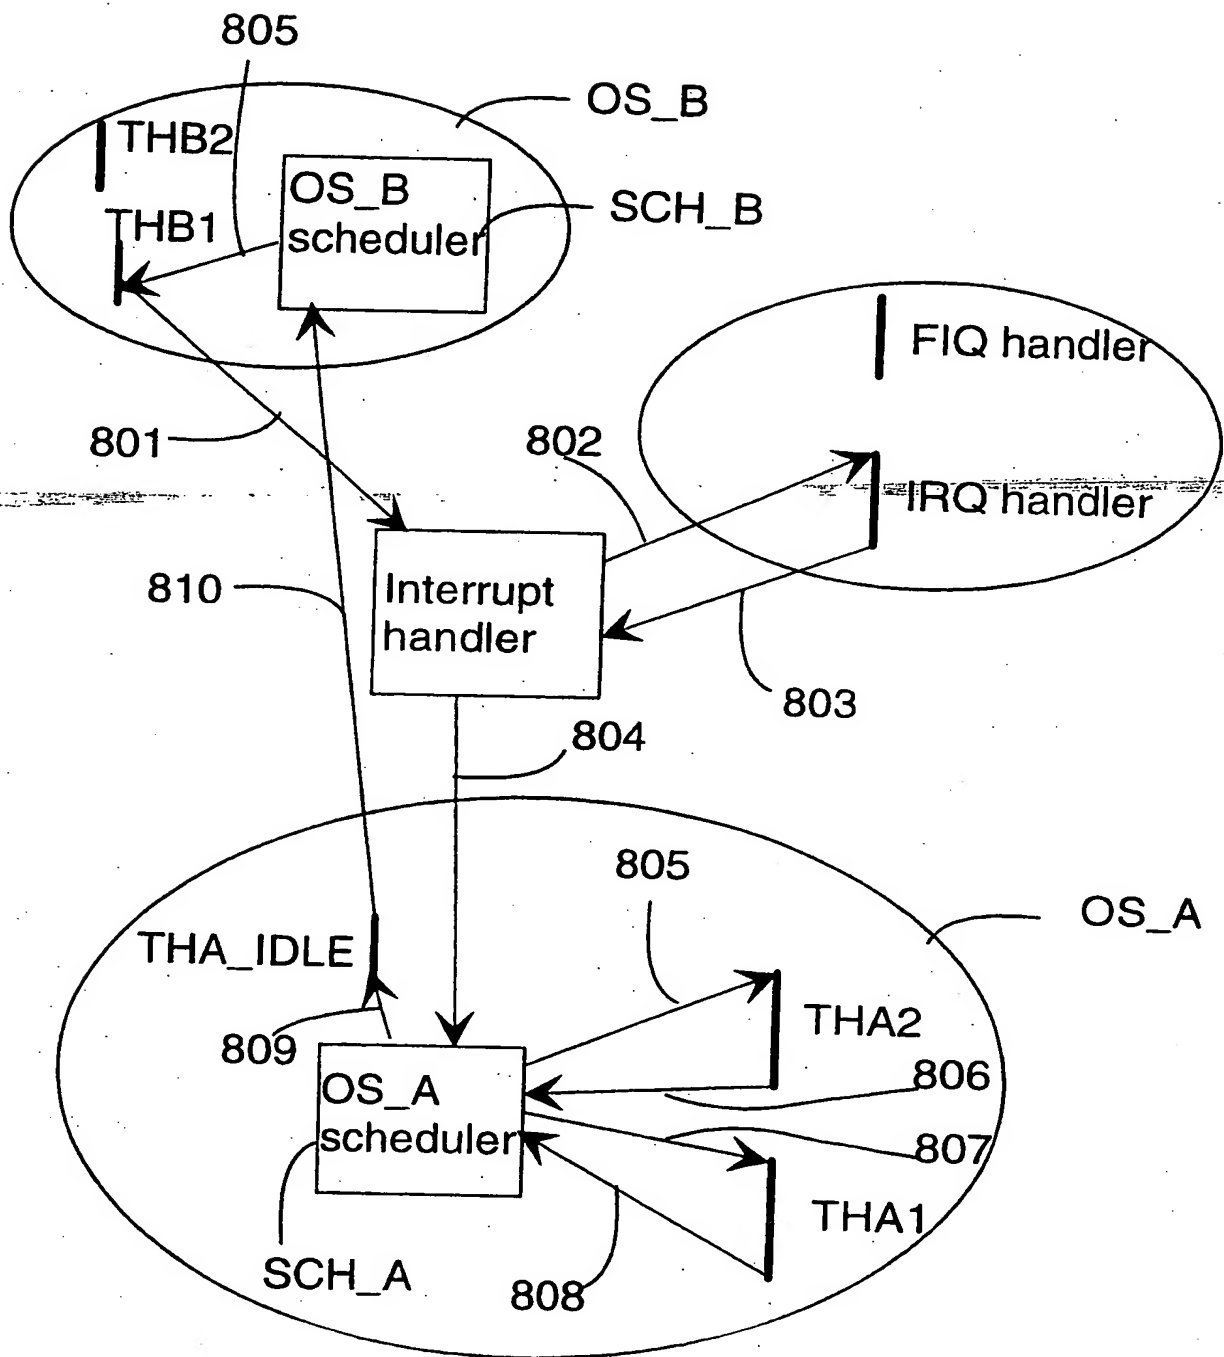 805
OS_B
THB2
OS_B
scheduler
SCH_B
THB1
FIQ handler
801
802
IRQ handler
810
Interrupt
handler
803
804
805
OS_A
THA_IDLE
THA2
809
806
OS_A
scheduler
807
THA1
SCH_A
808